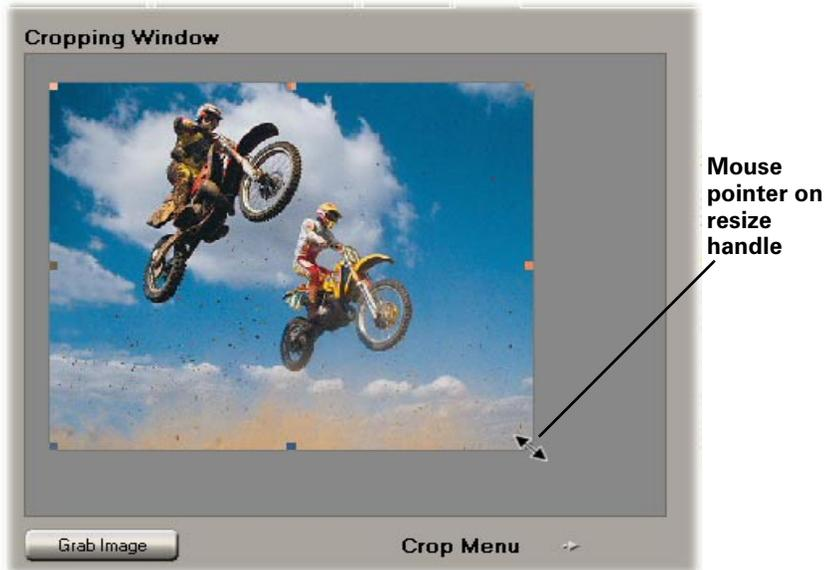 Cropping Window
Mouse
pointer on
resize
handle
Grab Image
Crop Menu